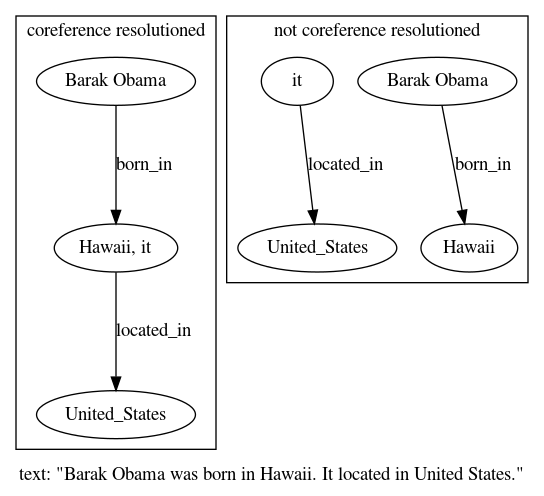 coreference resolutioned
Barak Obama
born_in
Hawaii, it
located_in
United_States
not coreference resolutioned
it
Barak Obama
located_in
born_in
United_States
Hawaii
text: "Barak Obama was born in Hawaii. It located in United States."